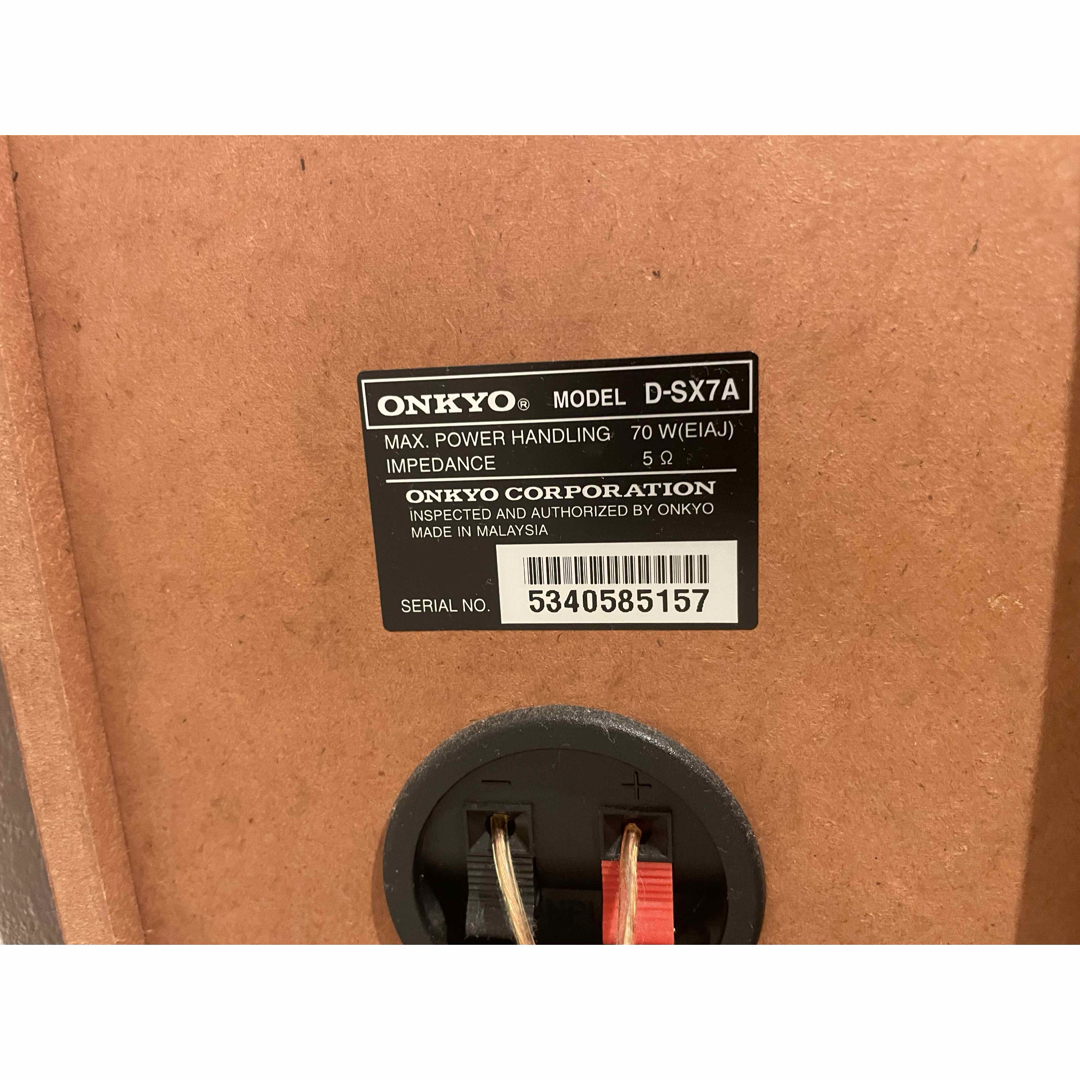 ONKYO® MODEL D-SX7A
MAX. POWER HANDLING 70 W(EIAJ)
IMPEDANCE 5 Ω
ONKYO CORPORATION
INSPECTED AND AUTHORIZED BY ONKYO
MADE IN MALAYSIA
SERIAL NO. 5340585157
− +